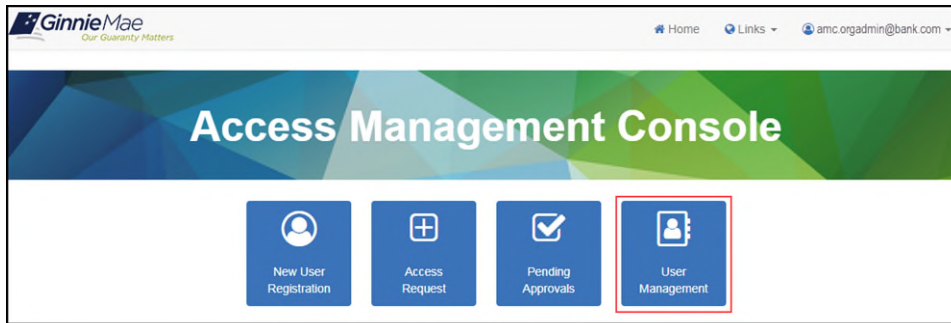 GinnieMae
Our Guaranty Matters
Home Links amc.orgadmin@bank.com
Access Management Console
New User
Registration
Access
Request
Pending
Approvals
User
Management